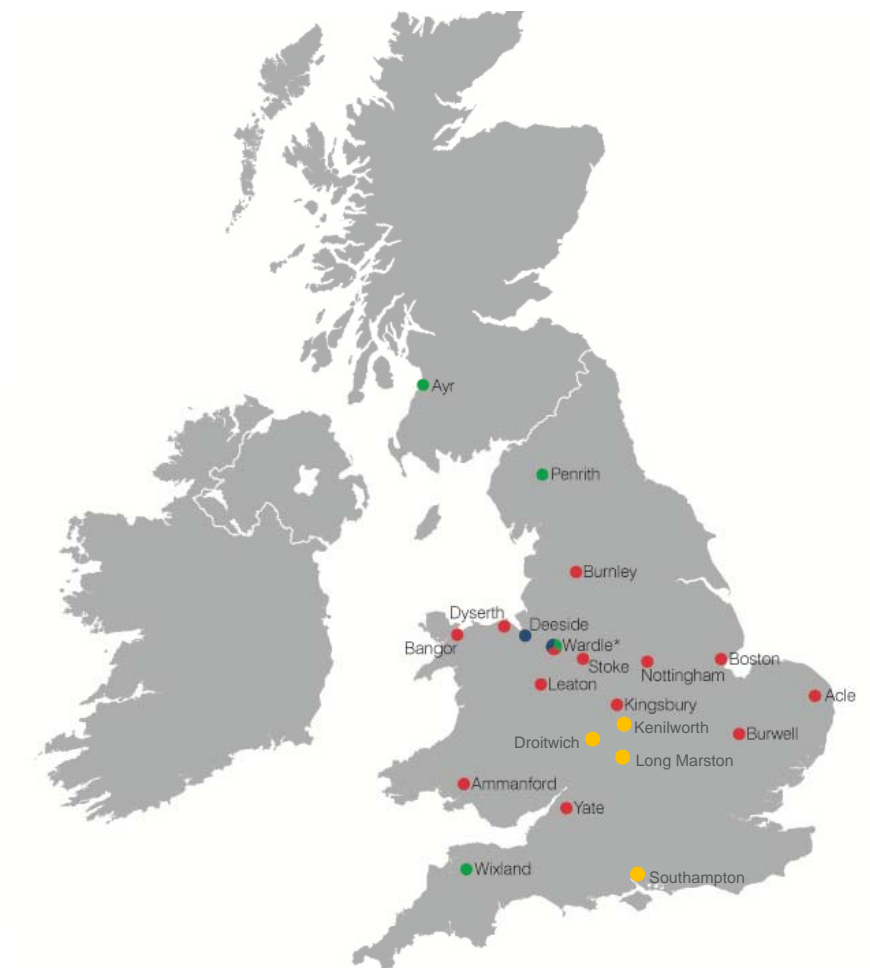 Ayr
Penrith
Burnley
Dyserth
Deeside
Bangor
Wardle*
Stoke
Nottingham
Boston
Leaton
Acle
Kingsbury
Kenilworth
Burwell
Droitwich
Long Marston
Ammanford
Yate
Wixland
Southampton